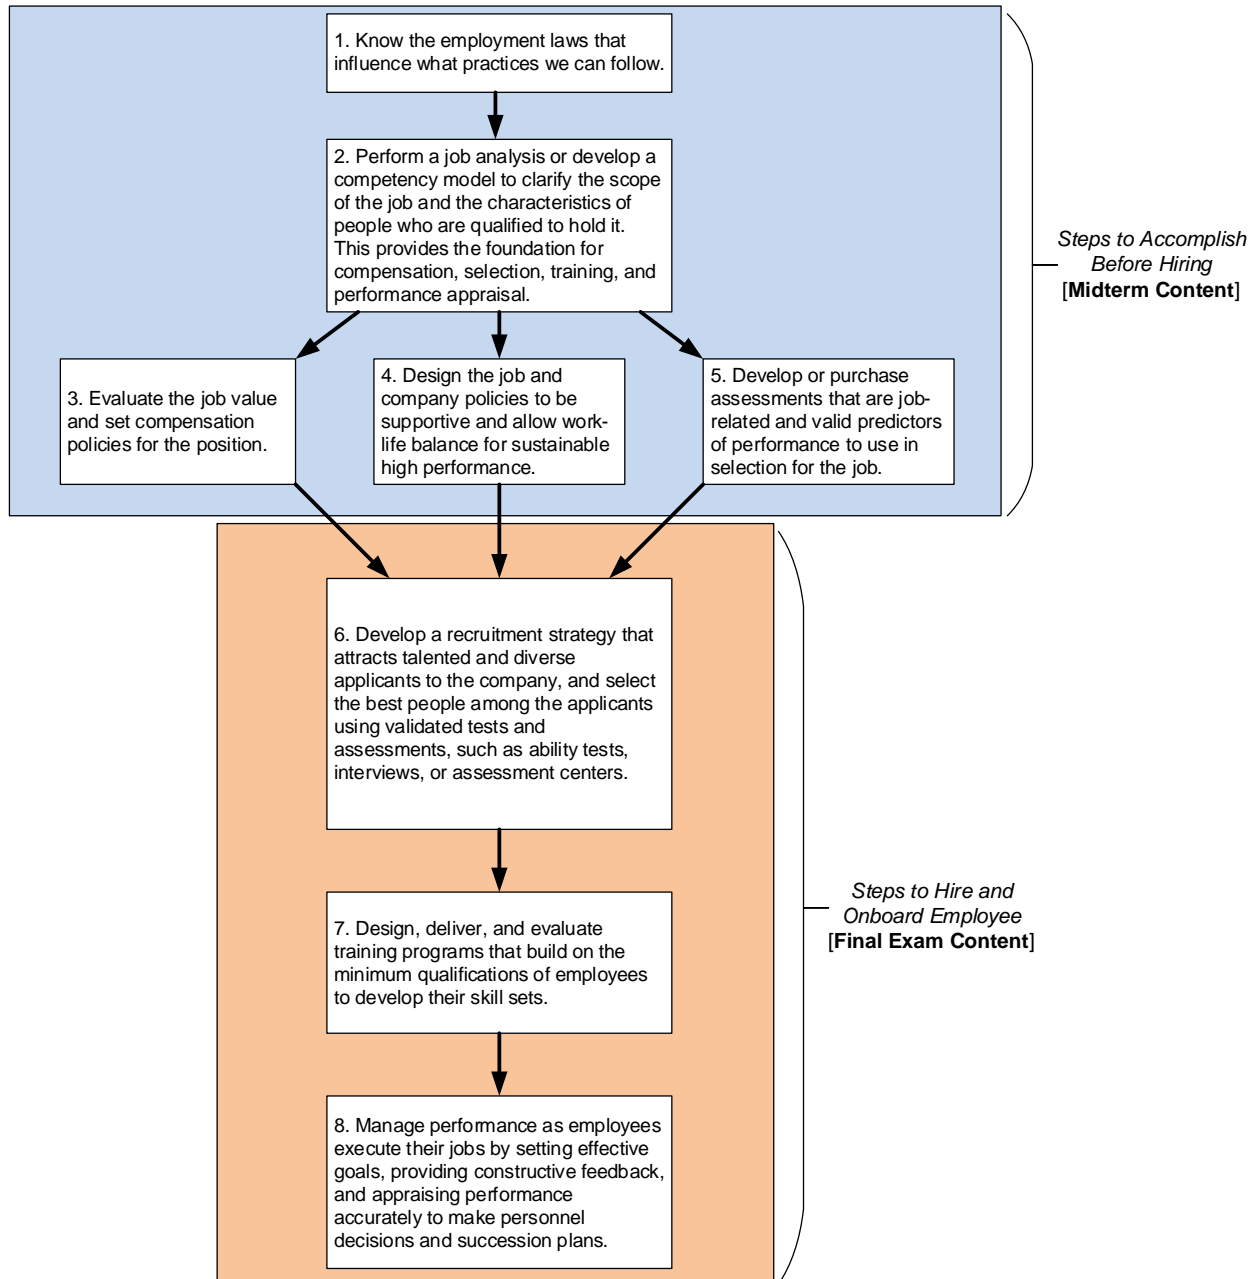 1. Know the employment laws that
influence what practices we can follow.
2. Perform a job analysis or develop a
competency model to clarify the scope
of the job and the characteristics of
people who are qualified to hold it.
This provides the foundation for
compensation, selection, training, and
performance appraisal.
Steps to Accomplish
Before Hiring
[Midterm Content]
3. Evaluate the job value
and set compensation
policies for the position.
4. Design the job and
company policies to be
supportive and allow work-
life balance for sustainable
high performance.
5. Develop or purchase
assessments that are job-
related and valid predictors
of performance to use in
selection for the job.
6. Develop a recruitment strategy that
attracts talented and diverse
applicants to the company, and select
the best people among the applicants
using validated tests and
assessments, such as ability tests,
interviews, or assessment centers.
Steps to Hire and
Onboard Employee
[Final Exam Content]
7. Design, deliver, and evaluate
training programs that build on the
minimum qualifications of employees
to develop their skill sets.
8. Manage performance as employees
execute their jobs by setting effective
goals, providing constructive feedback,
and appraising performance
accurately to make personnel
decisions and succession plans.